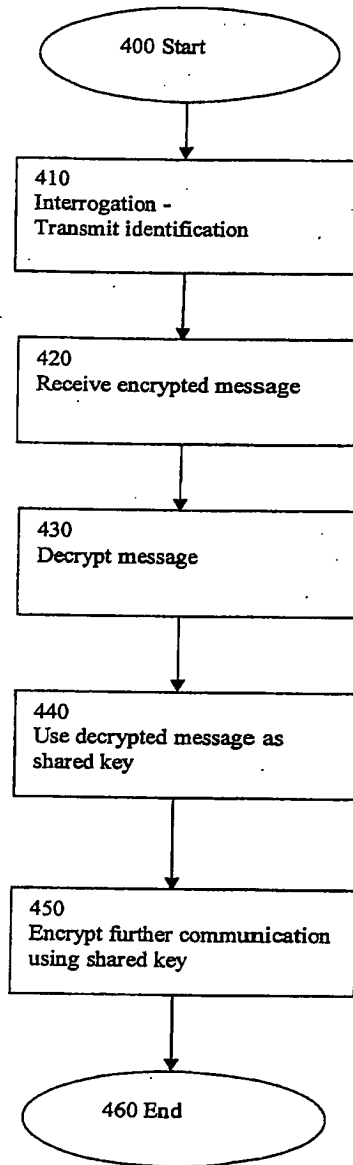 400 Start
410
Interrogation -
Transmit identification
420
Receive encrypted message
430
Decrypt message
440
Use decrypted message as
shared key
450
Encrypt further communication
using shared key
460 End